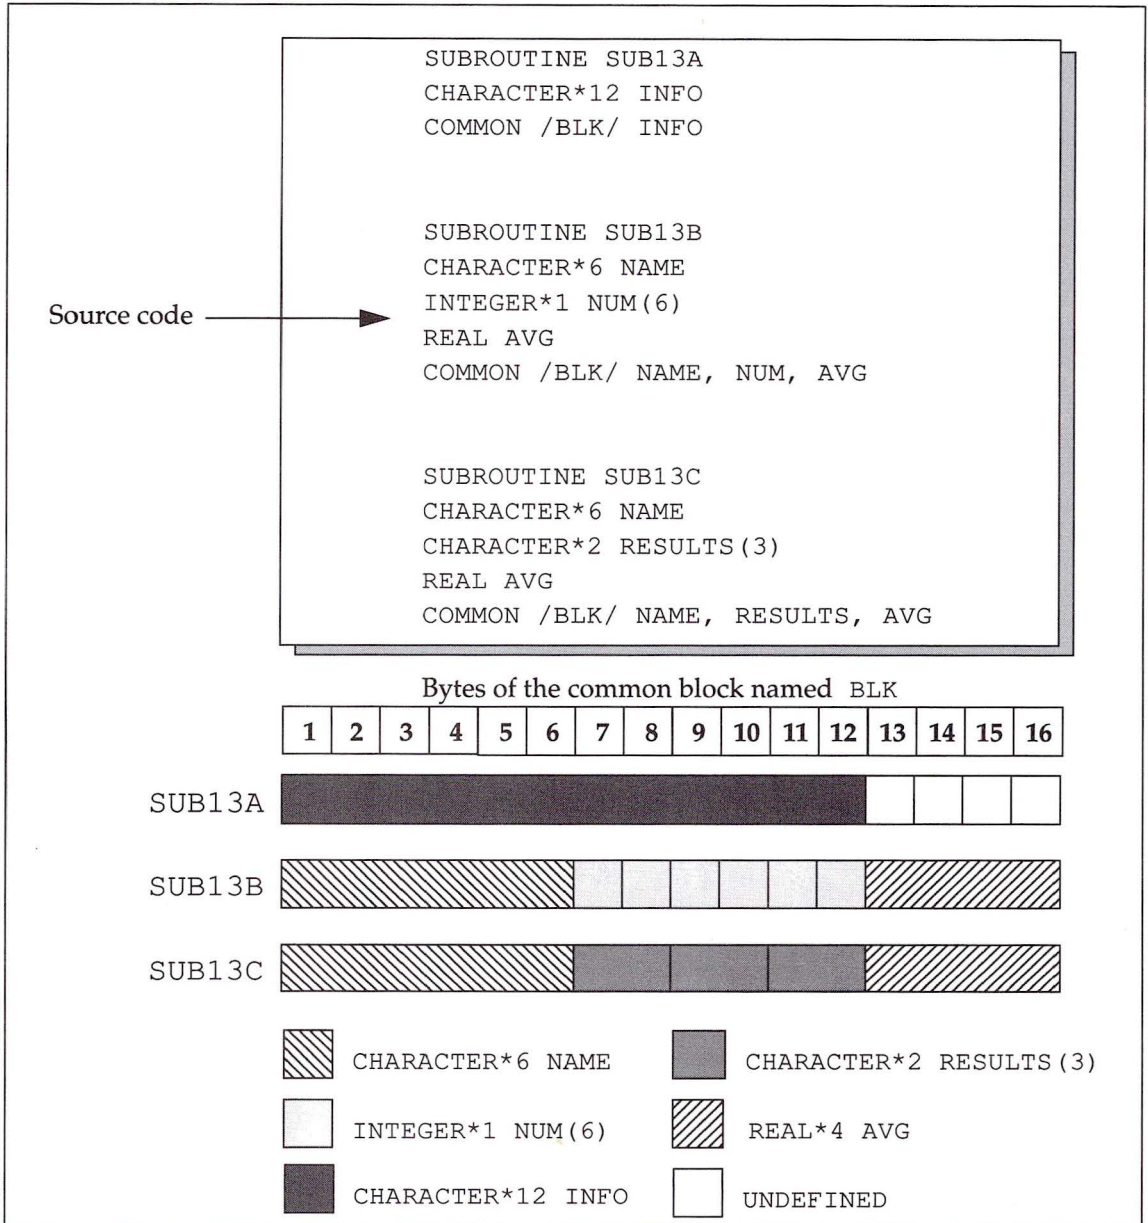 SUBROUTINE SUB13A
CHARACTER*12 INFO
COMMON /BLK/ INFO
SUBROUTINE SUB13B
CHARACTER*6 NAME
INTEGER*1 NUM(6)
REAL AVG
COMMON /BLK/ NAME, NUM, AVG
Source code
SUBROUTINE SUB13C
CHARACTER*6 NAME
CHARACTER*2 RESULTS(3)
REAL AVG
COMMON /BLK/ NAME, RESULTS, AVG
Bytes of the common block named BLK
1 2 3 4 5 6 7 8 9 10 11 12 13 14 15 16
SUB13A
SUB13B
SUB13C
CHARACTER*6 NAME
CHARACTER*2 RESULTS(3)
INTEGER*1 NUM(6)
REAL*4 AVG
CHARACTER*12 INFO
UNDEFINED